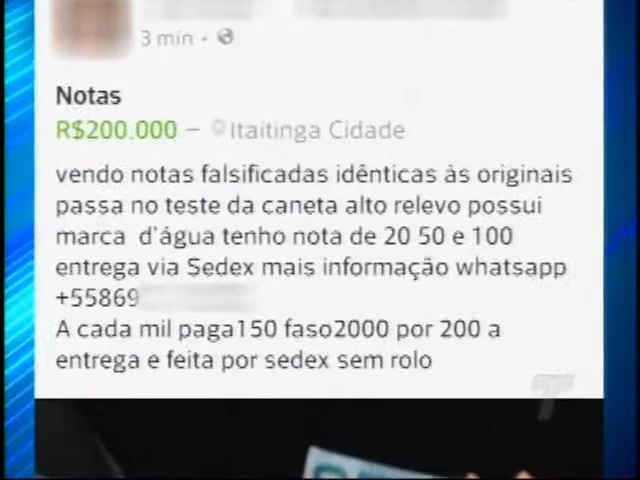 3 min ·
Notas
R$200.000 – Itaitinga Cidade
vendo notas falsificadas idênticas às originais
passa no teste da caneta alto relevo possui
marca d'água tenho nota de 20 50 e 100
entrega via Sedex mais informação whatsapp
+55869
A cada mil paga150 faso2000 por 200 a
entrega e feita por sedex sem rolo